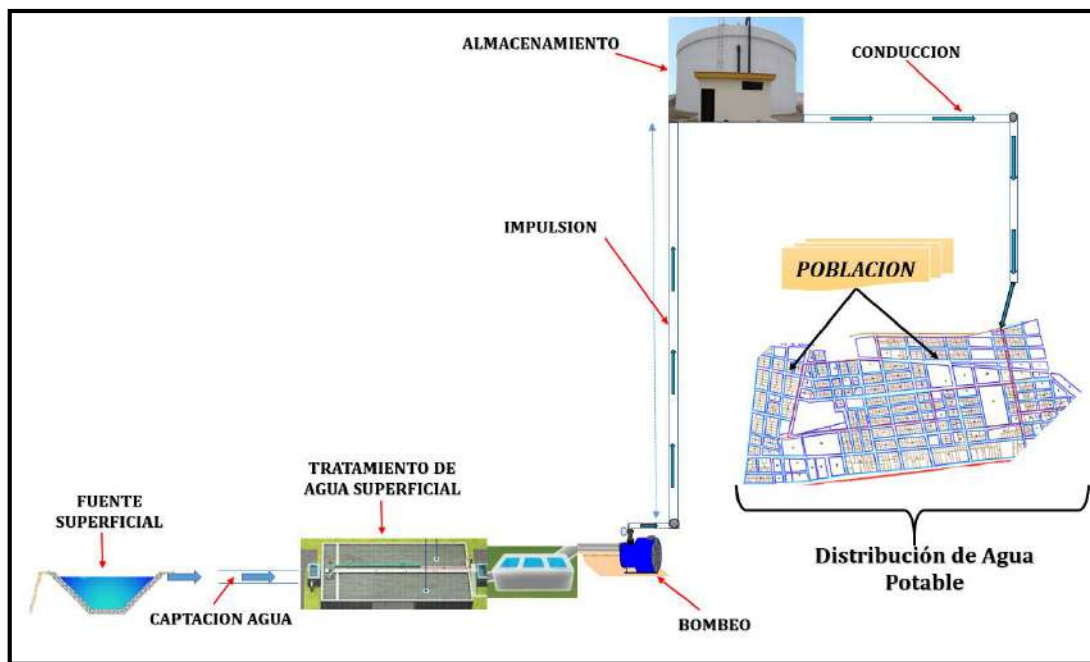 ALMACENAMIENTO
CONDUCCION
IMPULSION
POBLACION
TRATAMIENTO DE
AGUA SUPERFICIAL
FUENTE
SUPERFICIAL
CAPTACION AGUA
BOMBEO
Distribución de Agua
Potable